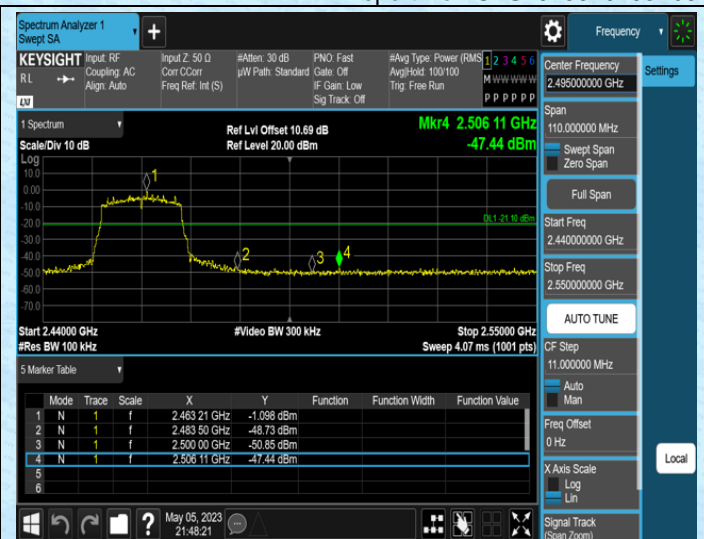 Spectrum Analyzer 1
Swept SA
Frequency
KEYSIGHT
RL
LXI
Input: RF
Coupling: AC
Align: Auto
Input Z: 50 Ω
Corr CCorr
Freq Ref: Int (S)
#Atten: 30 dB
µW Path: Standard
PNO: Fast
Gate: Off
IF Gain: Low
Sig Track: Off
#Avg Type: Power (RMS
Avg|Hold: 100/100
Trig: Free Run
1 2 3 4 5 6
M W W W W W
P P P P P P
1 Spectrum
Scale/Div 10 dB
Ref Lvl Offset 10.69 dB
Ref Level 20.00 dBm
Mkr4 2.506 11 GHz
-47.44 dBm
Log
10.0
0.00
-10.0
-20.0
-30.0
-40.0
-50.0
-60.0
-70.0
1
2
3
4
DL1 -21.10 dBm
Start 2.44000 GHz
#Res BW 100 kHz
#Video BW 300 kHz
Stop 2.55000 GHz
Sweep 4.07 ms (1001 pts)
5 Marker Table
Mode Trace Scale X Y Function Function Width Function Value
1 N 1 f 2.463 21 GHz -1.098 dBm
2 N 1 f 2.483 50 GHz -48.73 dBm
3 N 1 f 2.500 00 GHz -50.85 dBm
4 N 1 f 2.506 11 GHz -47.44 dBm
5
6
May 05, 2023
21:48:21
Center Frequency
2.495000000 GHz
Settings
Span
110.000000 MHz
Swept Span
Zero Span
Full Span
Start Freq
2.440000000 GHz
Stop Freq
2.550000000 GHz
AUTO TUNE
CF Step
11.000000 MHz
Auto
Man
Freq Offset
0 Hz
X Axis Scale
Log
Lin
Local
Signal Track
(Span Zoom)